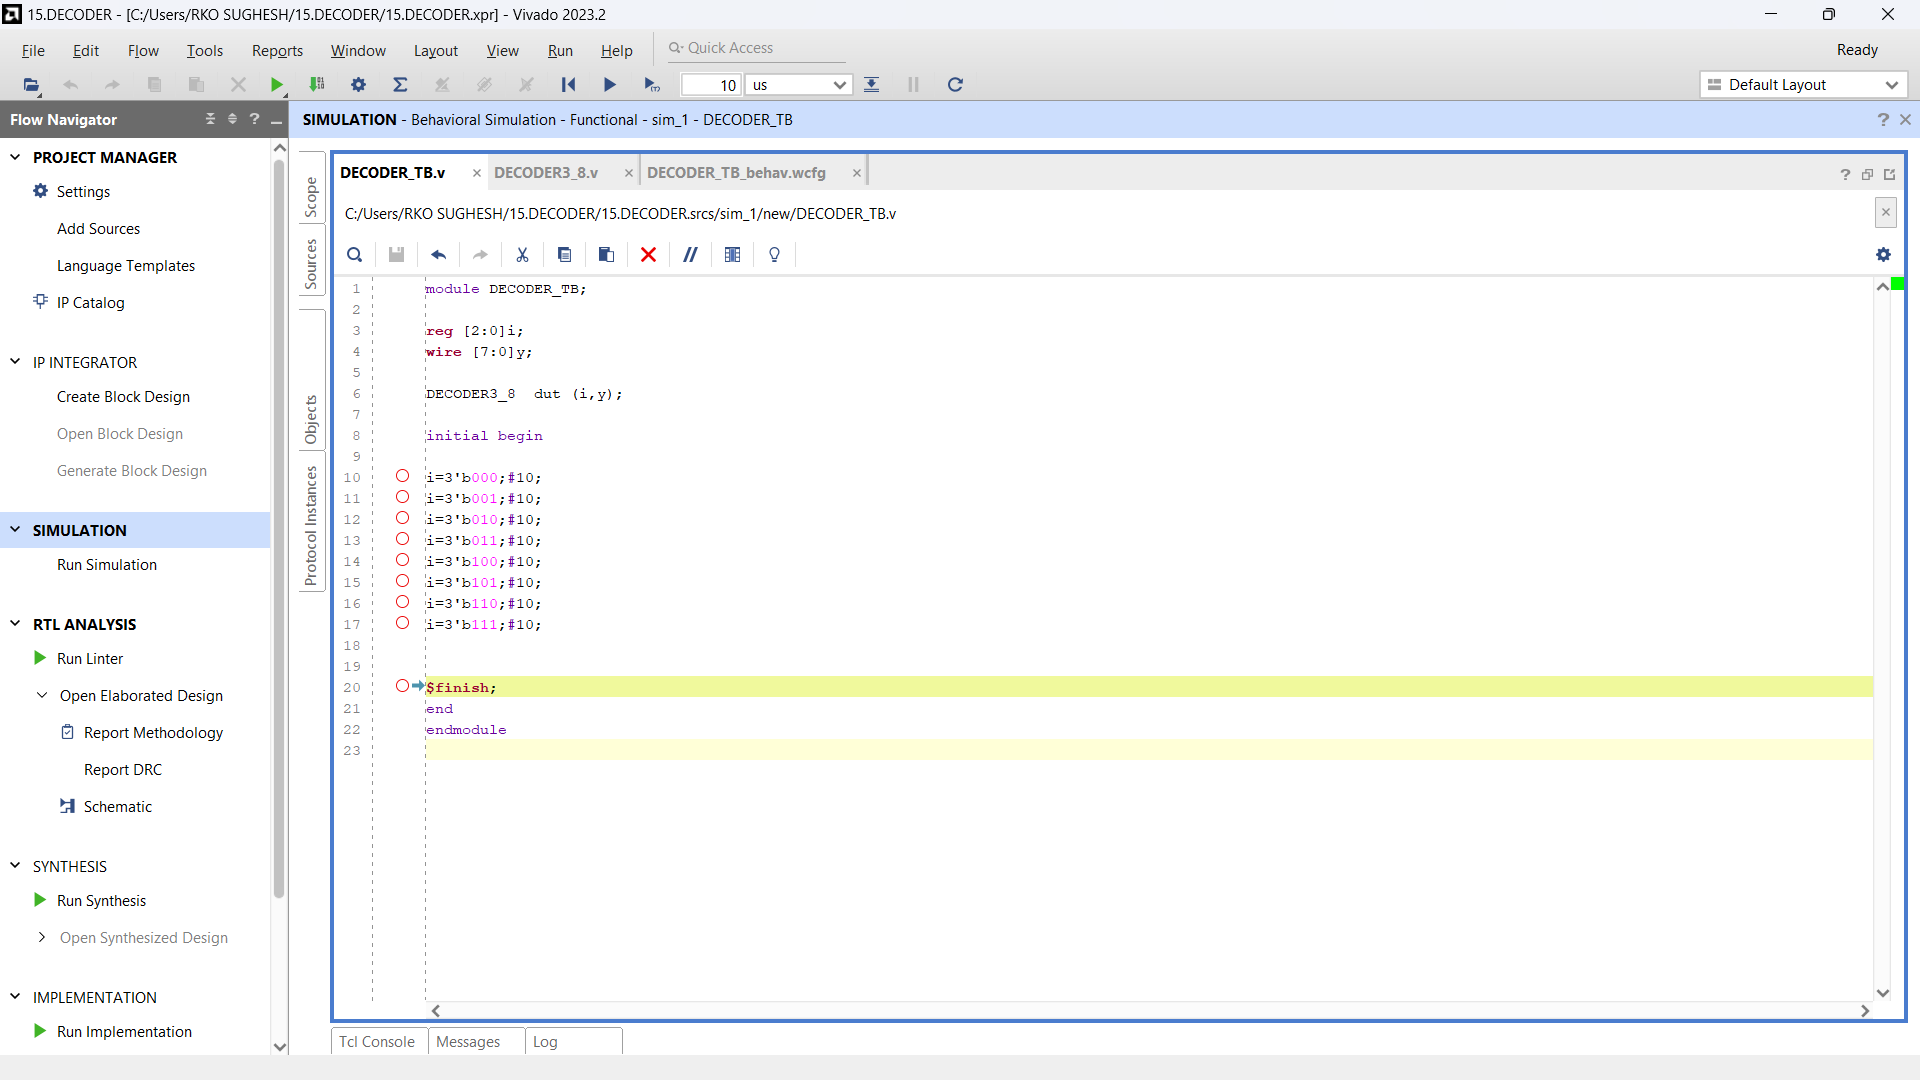 15.DECODER - [C:/Users/RKO SUGHESH/15.DECODER/15.DECODER.xpr] - Vivado 2023.2
File Edit Flow Tools Reports Window Layout View Run Help Quick Access Ready
10 us Default Layout
Flow Navigator
PROJECT MANAGER
Settings
Add Sources
Language Templates
IP Catalog
IP INTEGRATOR
Create Block Design
Open Block Design
Generate Block Design
SIMULATION
Run Simulation
RTL ANALYSIS
Run Linter
Open Elaborated Design
Report Methodology
Report DRC
Schematic
SYNTHESIS
Run Synthesis
Open Synthesized Design
IMPLEMENTATION
Run Implementation
SIMULATION - Behavioral Simulation - Functional - sim_1 - DECODER_TB
Scope
Sources
Objects
Protocol Instances
DECODER_TB.v DECODER3_8.v DECODER_TB_behav.wcfg
C:/Users/RKO SUGHESH/15.DECODER/15.DECODER.srcs/sim_1/new/DECODER_TB.v
1 module DECODER_TB;
2
3 reg [2:0]i;
4 wire [7:0]y;
5
6 DECODER3_8  dut (i,y);
7
8 initial begin
9
10 i=3'b000;#10;
11 i=3'b001;#10;
12 i=3'b010;#10;
13 i=3'b011;#10;
14 i=3'b100;#10;
15 i=3'b101;#10;
16 i=3'b110;#10;
17 i=3'b111;#10;
18
19
20 $finish;
21 end
22 endmodule
23
Tcl Console Messages Log